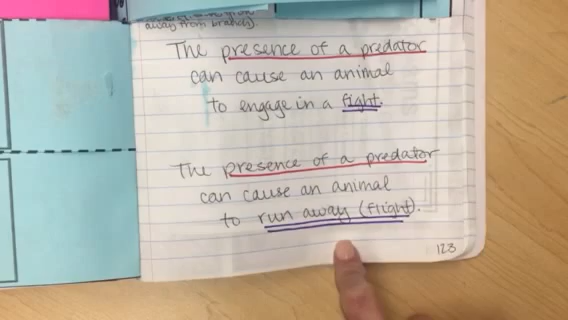 away from
The presence of a predator
can cause an animal
to engage in a fight.
The presence of a predator
can cause an animal
to run away (flight).
123